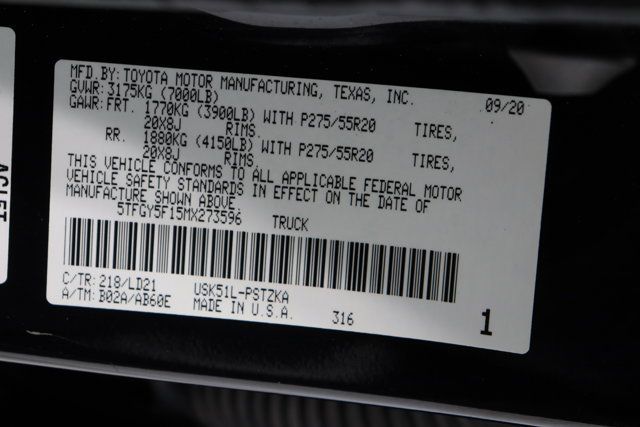 MFD.BY:TOYOTA MOTOR MANUFACTURING, TEXAS, INC. 09/20
GVWR:3175KG (7000LB)
GAWR:FRT. 1770KG (3900LB) WITH P275/55R20 TIRES,
20X8J RIMS.
RR. 1880KG (4150LB) WITH P275/55R20 TIRES,
20X8J RIMS.
THIS VEHICLE CONFORMS TO ALL APPLICABLE FEDERAL MOTOR
VEHICLE SAFETY STANDARDS IN EFFECT ON THE DATE OF
MANUFACTURE SHOWN ABOVE.
5TFGY5F15MX273596 TRUCK
C/TR:218/LD21 USK51L-PSTZKA
A/TM:B02A/AB60E MADE IN U.S.A. 316 1